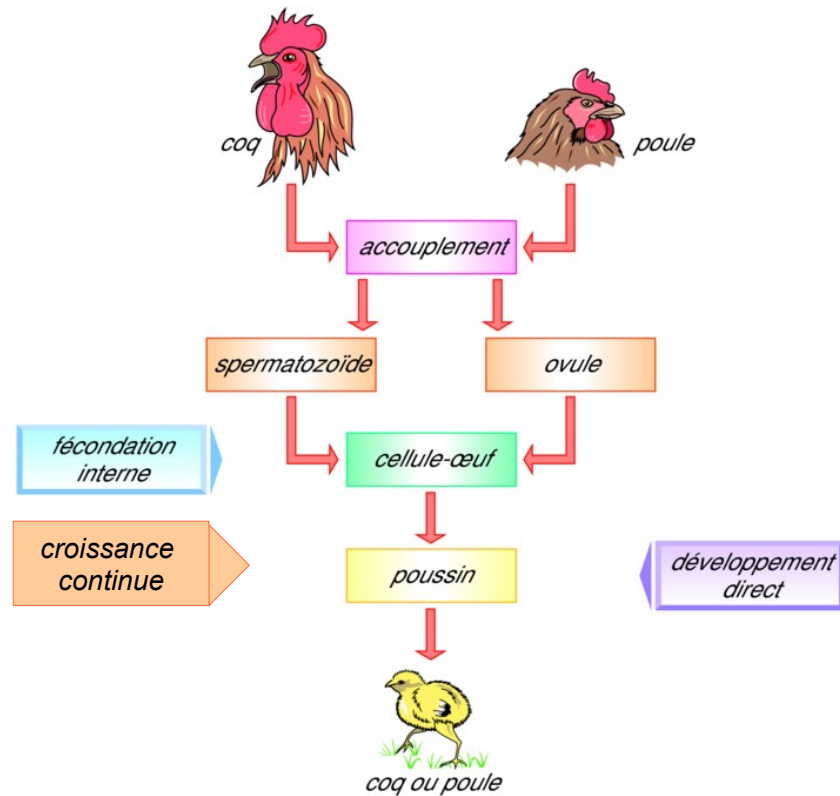 coq
poule
accouplement
spermatozoïde
ovule
fécondation
interne
cellule-œuf
croissance
continue
poussin
développement
direct
coq ou poule